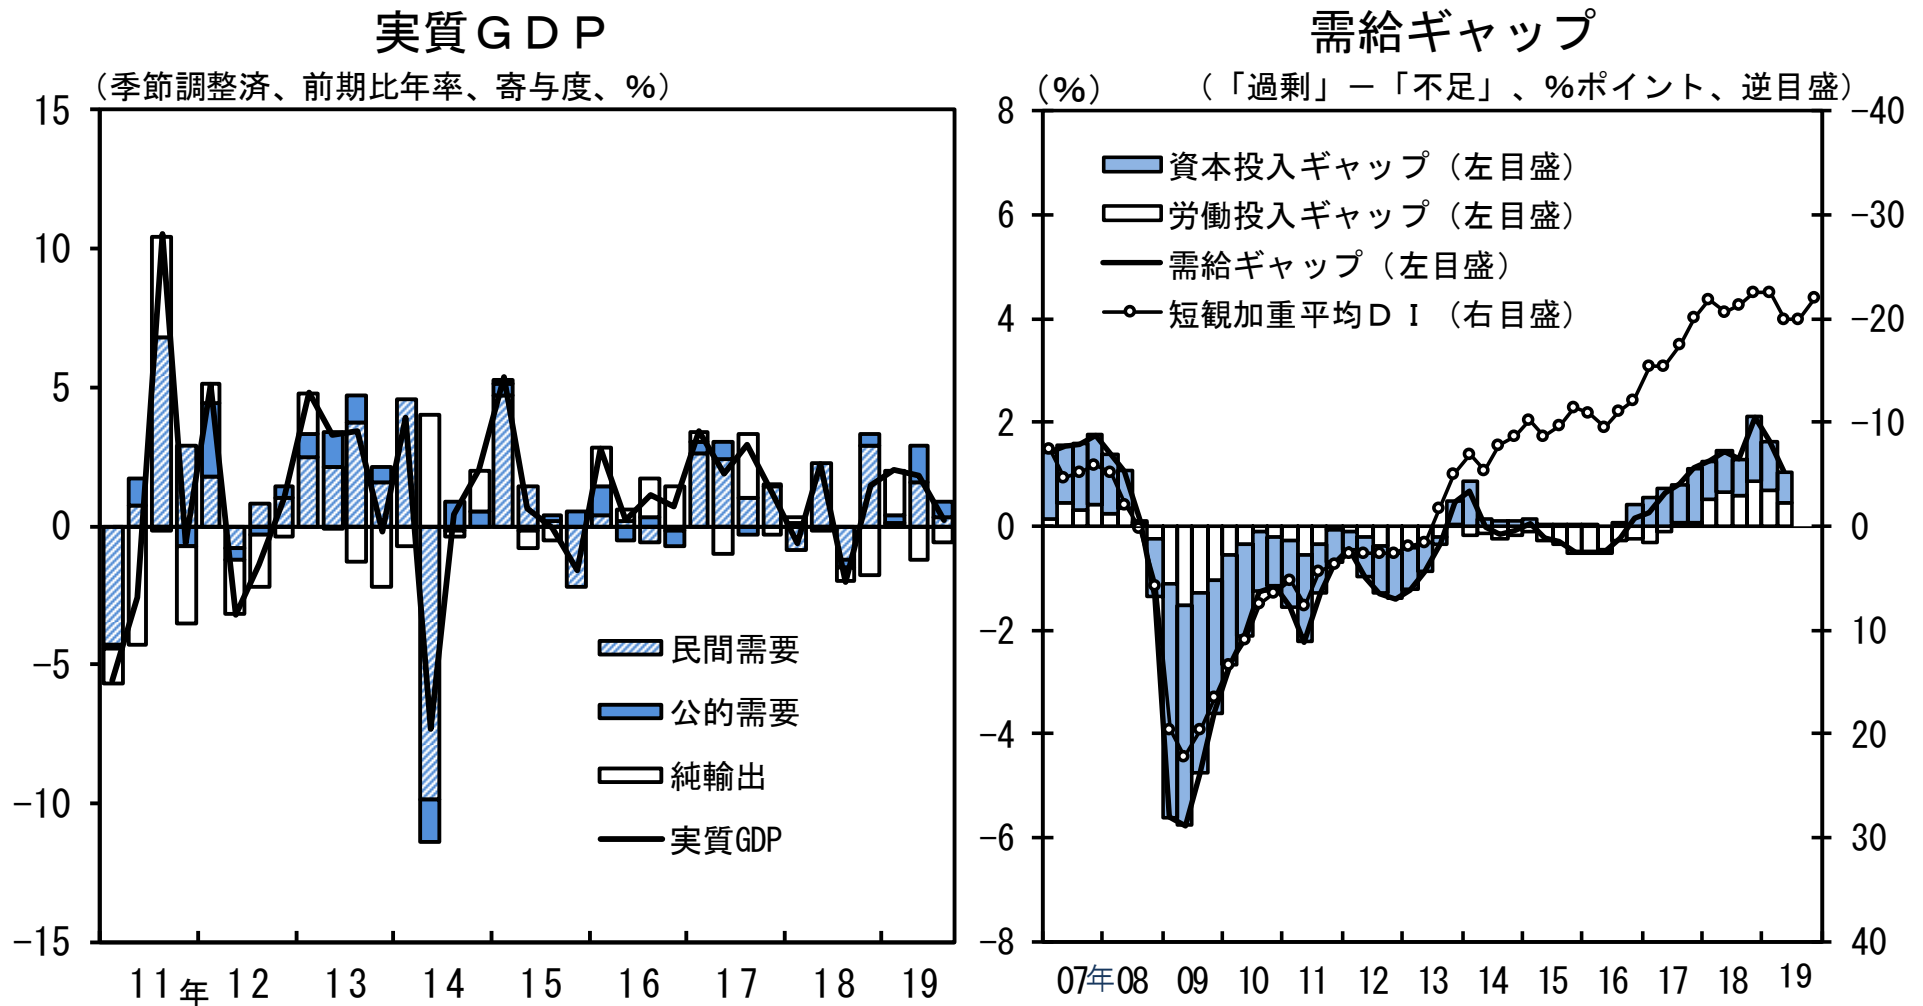 実質ＧＤＰ
（季節調整済、前期比年率、寄与度、％）
15
10
5
0
-5
-10
-15
民間需要
公的需要
純輸出
実質GDP
11年 12 13 14 15 16 17 18 19
需給ギャップ
（％） （「過剰」－「不足」、％ポイント、逆目盛）
8 -40
6 -30
4 -20
2 -10
0 0
-2 10
-4 20
-6 30
-8 40
資本投入ギャップ（左目盛）
労働投入ギャップ（左目盛）
需給ギャップ（左目盛）
短観加重平均ＤＩ（右目盛）
07年08 09 10 11 12 13 14 15 16 17 18 19